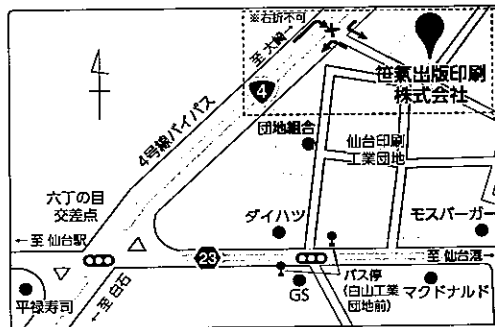 ※右折不可
至 大崎→
4
笹氣出版印刷
株式会社
4号線バイパス
団地組合
仙台印刷
工業団地
六丁の目
交差点
ダイハツ
モスバーガー
←至 仙台駅
23
至 仙台港→
平禄寿司
←至 白石
GS
バス停
(白山工業
団地前)
マクドナルド